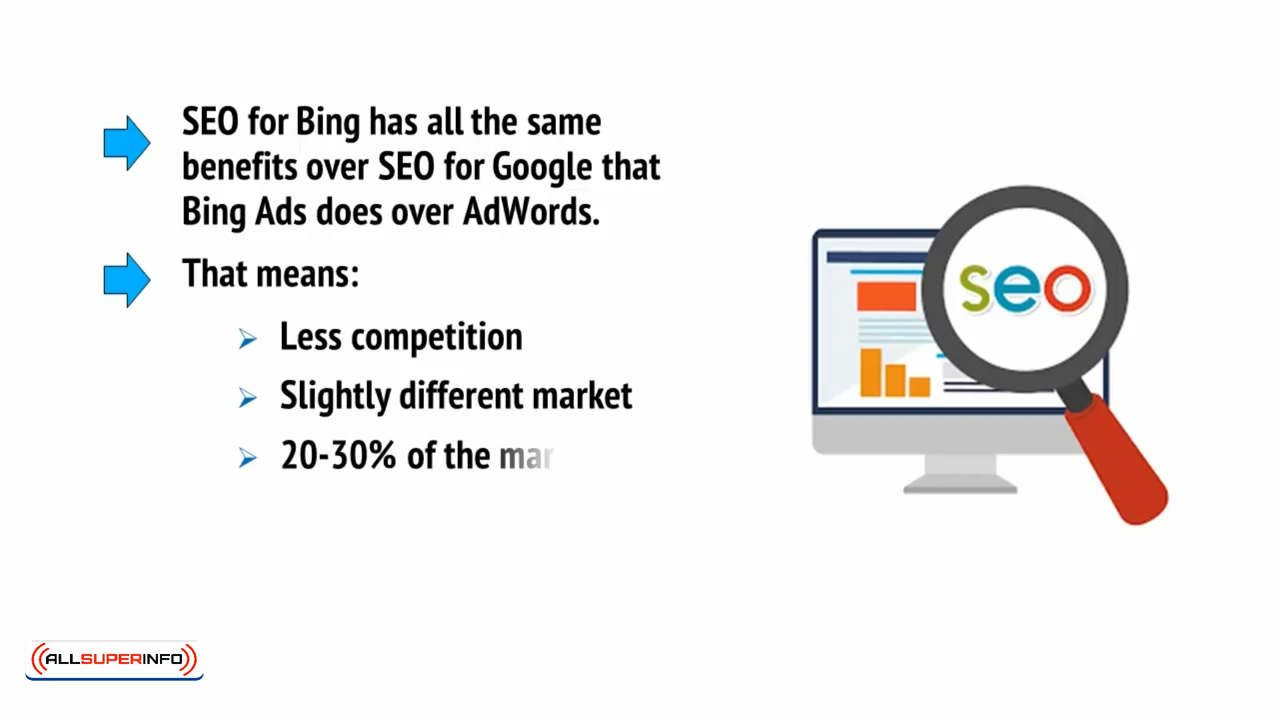 SEO for Bing has all the same
benefits over SEO for Google that
Bing Ads does over AdWords.
That means:
Less competition
Slightly different market
20-30% of the mar
seo
ALLSUPERINFO